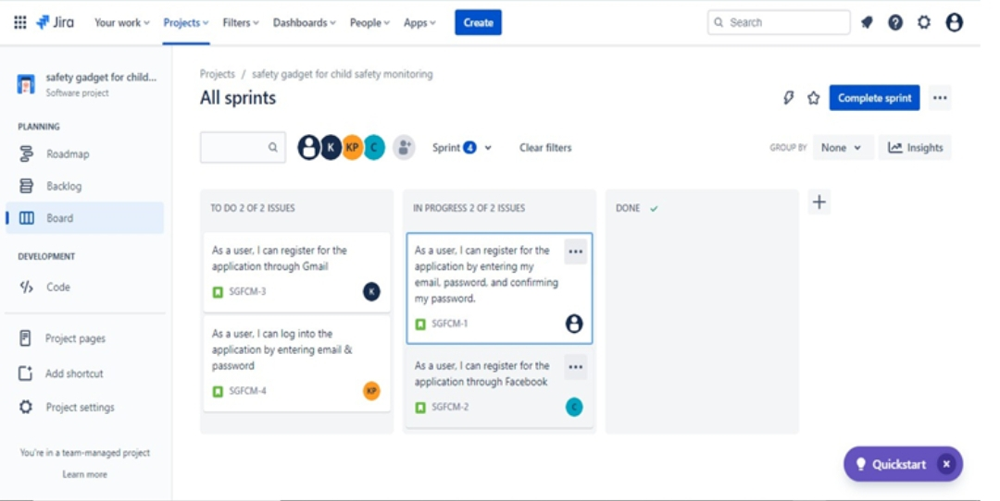 Jira Your work Projects Filters Dashboards People Apps Create Search
safety gadget for child...
Software project
PLANNING
Roadmap
Backlog
Board
DEVELOPMENT
Code
Project pages
Add shortcut
Project settings
You're in a team-managed project
Learn more
Projects / safety gadget for child safety monitoring
All sprints
Complete sprint
K KP C Sprint 4 Clear filters GROUP BY None Insights
TO DO 2 OF 2 ISSUES
As a user, I can register for the
application through Gmail
SGFCM-3 K
As a user, I can log into the
application by entering email &
password
SGFCM-4 KP
IN PROGRESS 2 OF 2 ISSUES
As a user, I can register for the
application by entering my
email, password, and confirming
my password.
SGFCM-1
As a user, I can register for the
application through Facebook
SGFCM-2 C
DONE
Quickstart